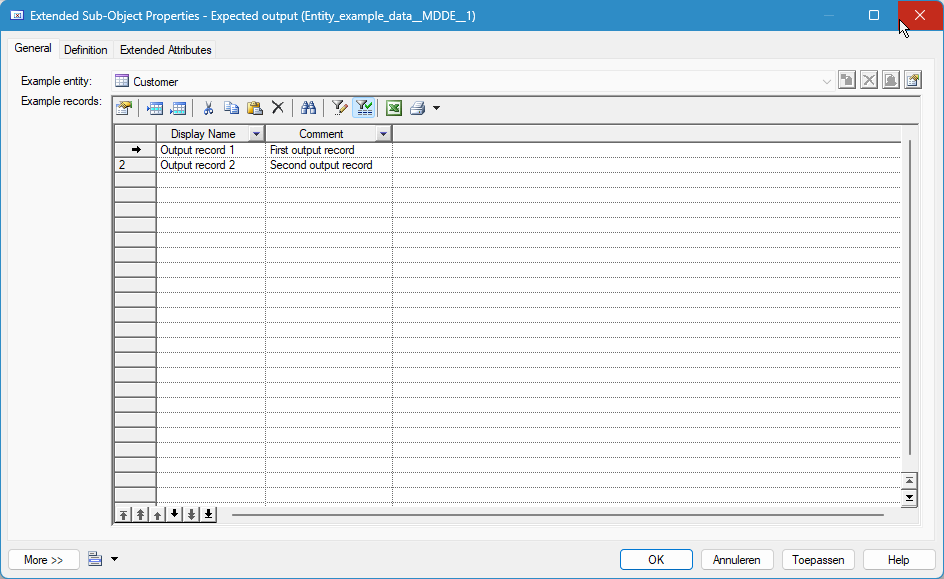 Extended Sub-Object Properties - Expected output (Entity_example_data__MDDE__1)
General Definition Extended Attributes
Example entity: Customer
Example records:
Display Name Comment
Output record 1 First output record
2 Output record 2 Second output record
More >> OK Annuleren Toepassen Help